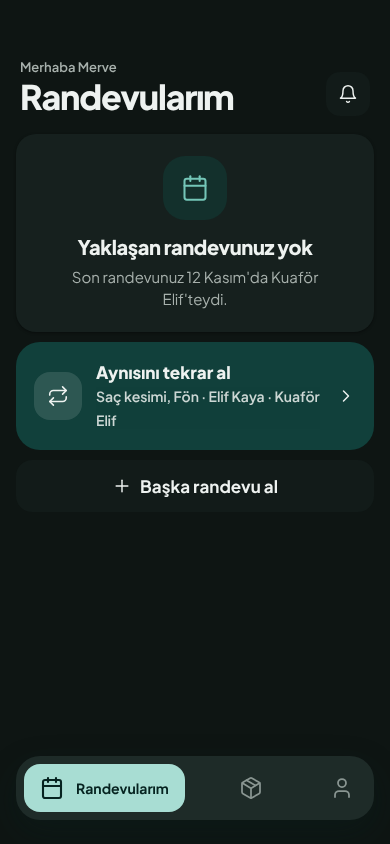 Merhaba Merve
Randevularım
Yaklaşan randevunuz yok
Son randevunuz 12 Kasım'da Kuaför
Elif'teydi.
Aynısını tekrar al
Saç kesimi, Fön · Elif Kaya · Kuaför
Elif
Başka randevu al
Randevularım